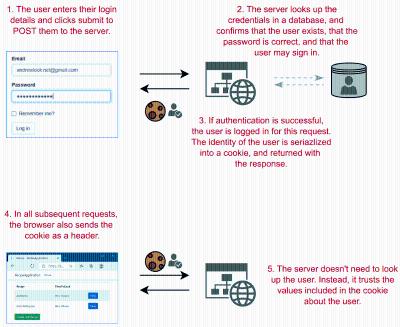 1. The user enters their login
details and clicks submit to
POST them to the server.
2. The server looks up the
credentials in a database, and
confirms that the user exists, that the
password is correct, and that the
user may sign in.
Email
Password
Remember me?
Log in
3. If authentication is successful,
the user is logged in for this request.
The identity of the user is seriazlized
into a cookie, and returned with
the response.
4. In all subsequent requests,
the browser also sends the
cookie as a header.
5. The server doesn't need to look
up the user. Instead, it trusts the
values included in the cookie
about the user.